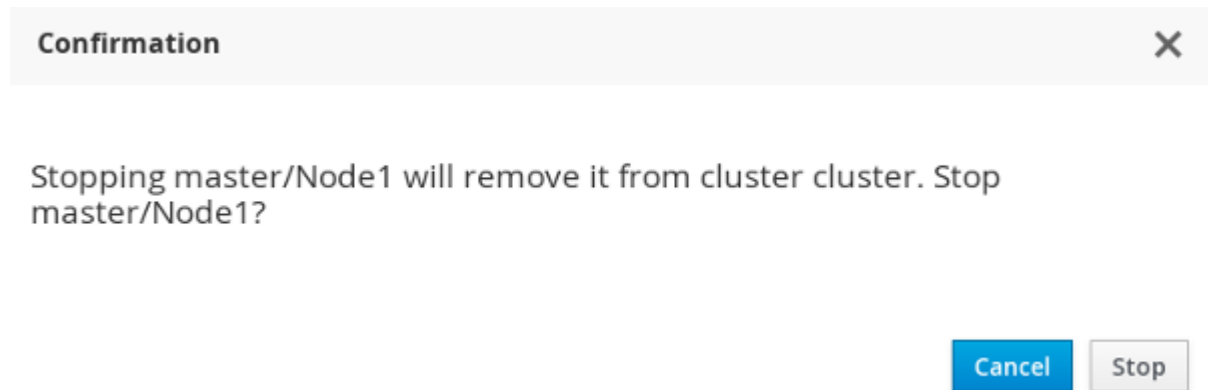 Confirmation
Stopping master/Node1 will remove it from cluster cluster. Stop
master/Node1?
Cancel
Stop